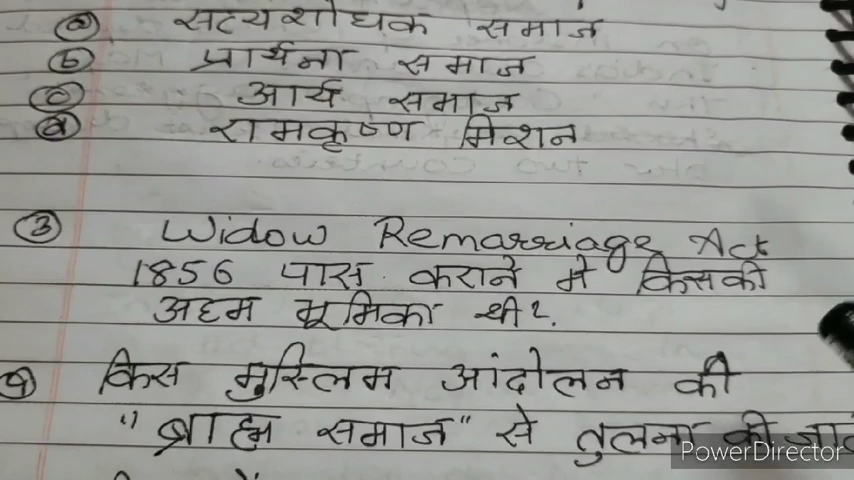 ⓐ सत्यशोधक समाज
ⓑ प्रार्थना समाज
ⓒ आर्य समाज
ⓓ रामकृष्ण मिशन
③ Widow Remarriage Act
1856 पास कराने मे किसकी
अहम भूमिका थी?.
④ किस मुस्लिम आंदोलन की
"ब्राह्म समाज" से तुलना की
PowerDirector